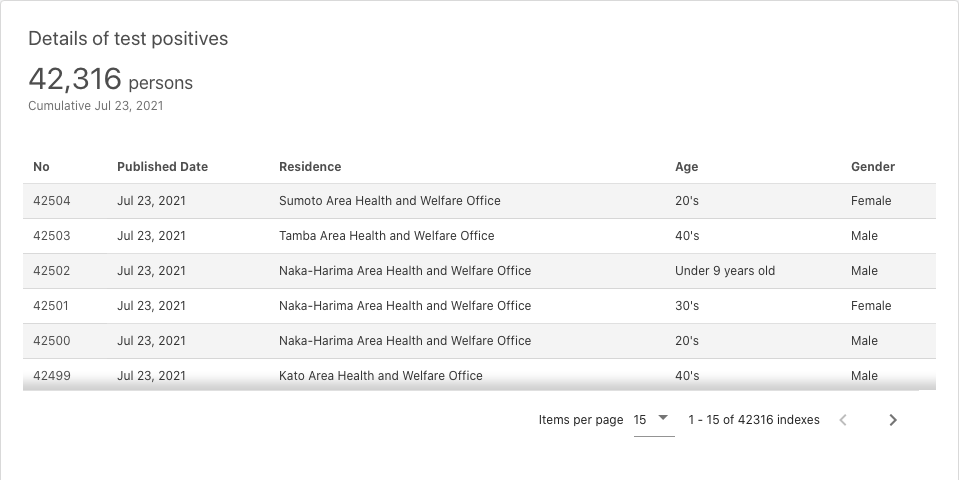 Details of test positives
42,316 persons
Cumulative Jul 23, 2021
No Published Date Residence Age Gender
42504 Jul 23, 2021 Sumoto Area Health and Welfare Office 20's Female
42503 Jul 23, 2021 Tamba Area Health and Welfare Office 40's Male
42502 Jul 23, 2021 Naka-Harima Area Health and Welfare Office Under 9 years old Male
42501 Jul 23, 2021 Naka-Harima Area Health and Welfare Office 30's Female
42500 Jul 23, 2021 Naka-Harima Area Health and Welfare Office 20's Male
42499 Jul 23, 2021 Kato Area Health and Welfare Office 40's Male
Items per page 15 1 - 15 of 42316 indexes